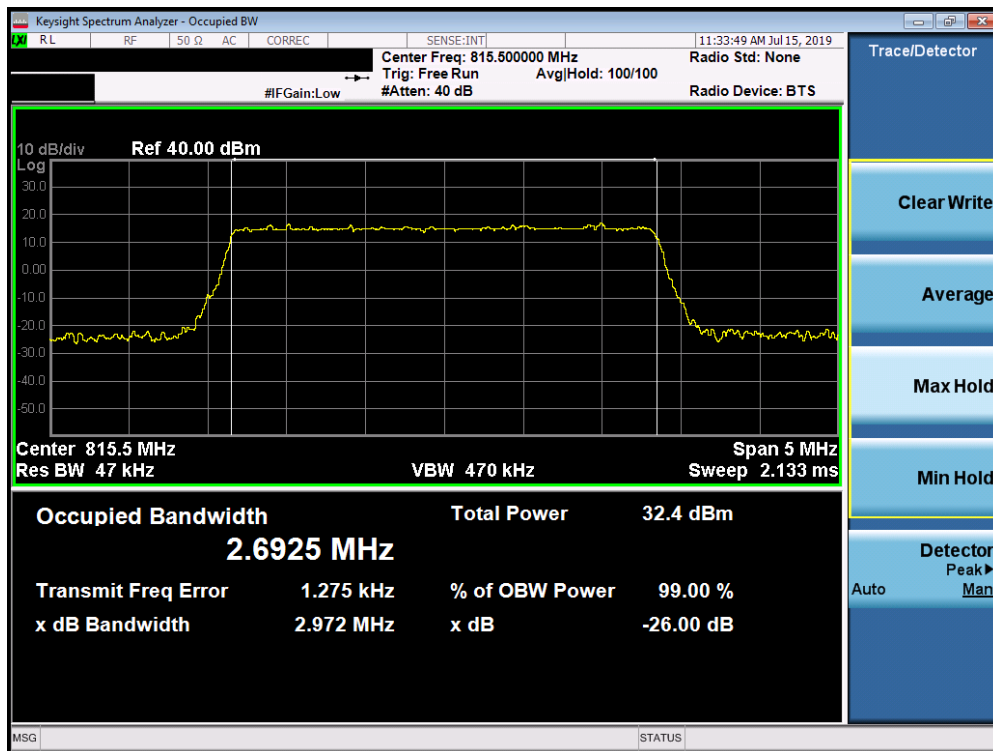 Keysight Spectrum Analyzer - Occupied BW
LXI RL RF 50 Ω AC CORREC SENSE:INT 11:33:49 AM Jul 15, 2019
Center Freq: 815.500000 MHz Radio Std: None
Trig: Free Run Avg|Hold: 100/100
#IFGain:Low #Atten: 40 dB Radio Device: BTS
10 dB/div Ref 40.00 dBm
Log
30.0
20.0
10.0
0.00
-10.0
-20.0
-30.0
-40.0
-50.0
Center 815.5 MHz Span 5 MHz
Res BW 47 kHz VBW 470 kHz Sweep 2.133 ms
Occupied Bandwidth Total Power 32.4 dBm
2.6925 MHz
Transmit Freq Error 1.275 kHz % of OBW Power 99.00 %
x dB Bandwidth 2.972 MHz x dB -26.00 dB
MSG STATUS
Trace/Detector
Clear Write
Average
Max Hold
Min Hold
Detector
Peak▶
Auto Man